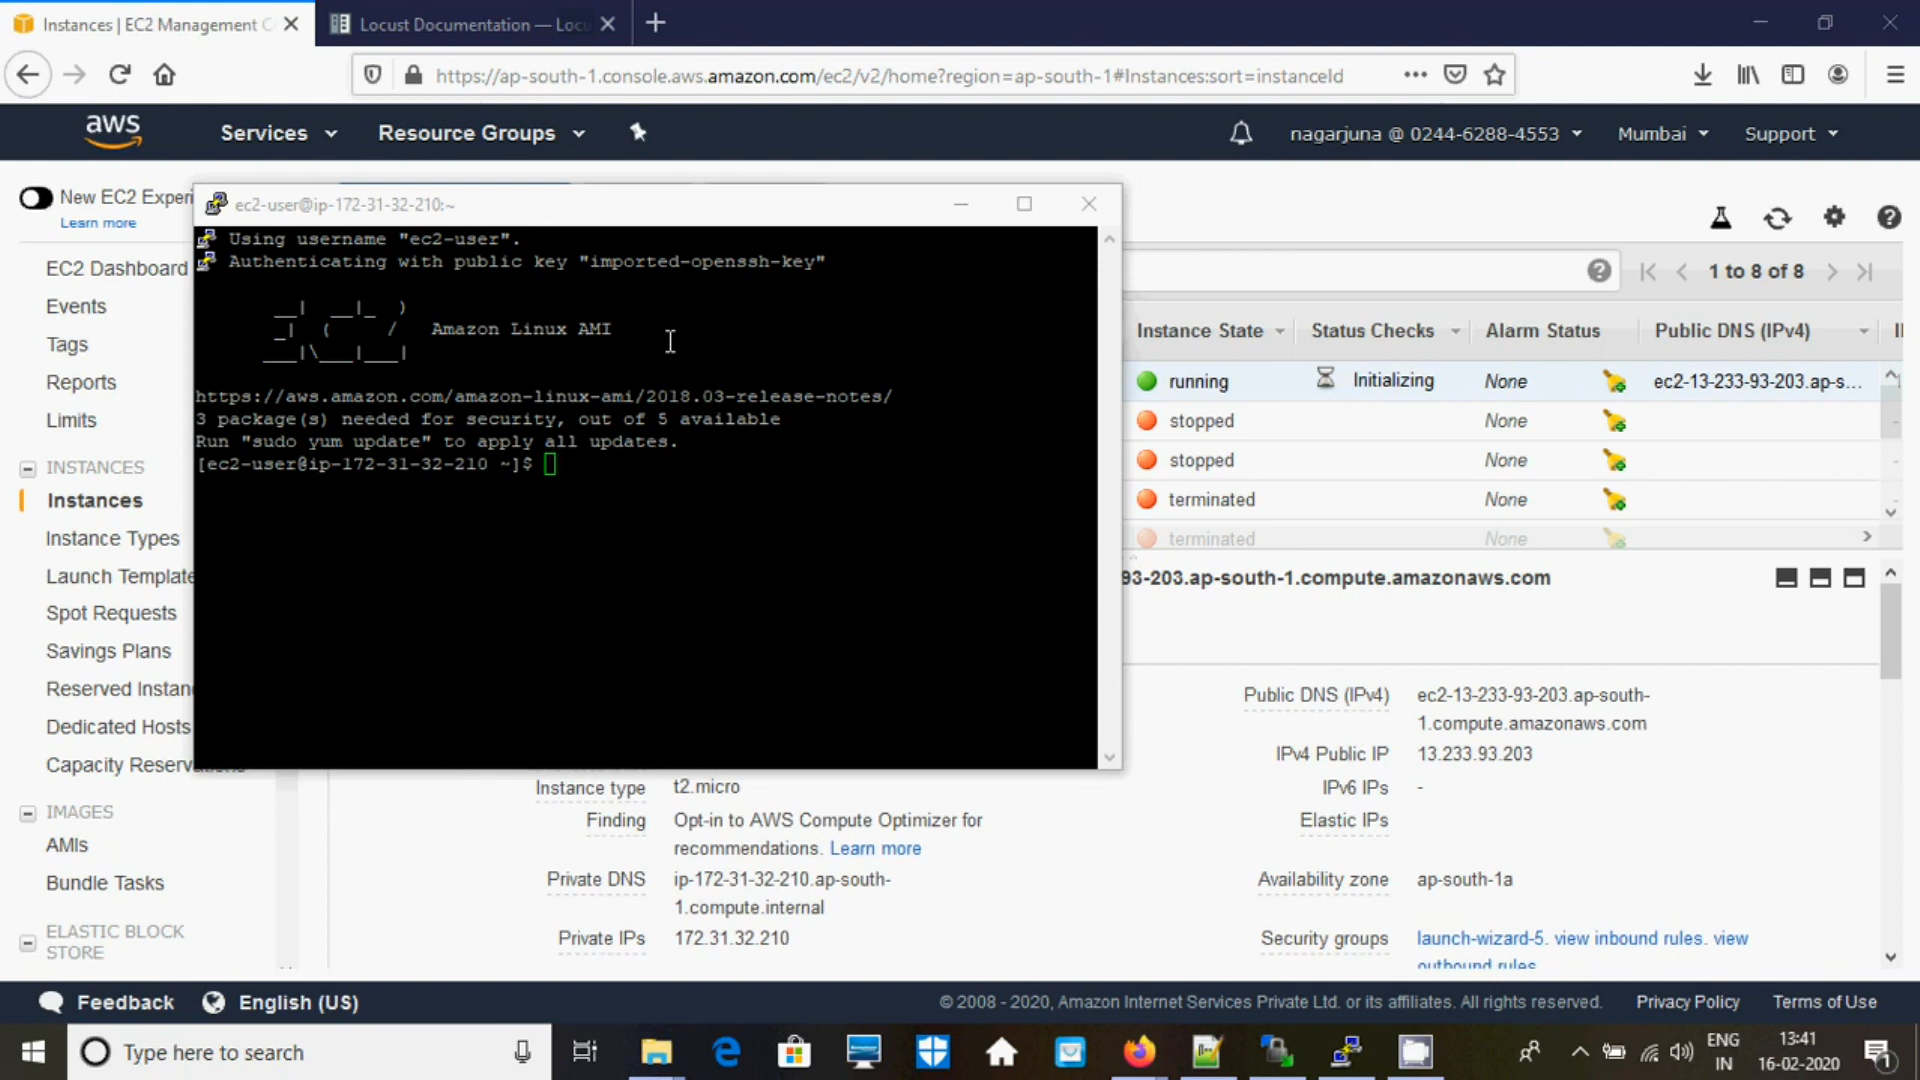 Instances | EC2 Management C
Locust Documentation — Loc
https://ap-south-1.console.aws.amazon.com/ec2/v2/home?region=ap-south-1#Instances:sort=instanceId
aws
Services
Resource Groups
nagarjuna @ 0244-6288-4553
Mumbai
Support
New EC2 Experi
Learn more
EC2 Dashboard
Events
Tags
Reports
Limits
INSTANCES
Instances
Instance Types
Launch Template
Spot Requests
Savings Plans
Reserved Instan
Dedicated Hosts
Capacity Reserv
IMAGES
AMIs
Bundle Tasks
ELASTIC BLOCK
STORE
ec2-user@ip-172-31-32-210:~
Using username "ec2-user".
Authenticating with public key "imported-openssh-key"
__|  __|_  )
_|  (     /   Amazon Linux AMI
___|\___|___|
https://aws.amazon.com/amazon-linux-ami/2018.03-release-notes/
3 package(s) needed for security, out of 5 available
Run "sudo yum update" to apply all updates.
[ec2-user@ip-172-31-32-210 ~]$
1 to 8 of 8
Instance State
Status Checks
Alarm Status
Public DNS (IPv4)
running
Initializing
None
ec2-13-233-93-203.ap-s...
stopped
None
-
stopped
None
-
terminated
None
-
terminated
None
93-203.ap-south-1.compute.amazonaws.com
Public DNS (IPv4)
ec2-13-233-93-203.ap-south-
1.compute.amazonaws.com
IPv4 Public IP
13.233.93.203
Instance type
t2.micro
IPv6 IPs
-
Finding
Opt-in to AWS Compute Optimizer for
recommendations. Learn more
Elastic IPs
Private DNS
ip-172-31-32-210.ap-south-
1.compute.internal
Availability zone
ap-south-1a
Private IPs
172.31.32.210
Security groups
launch-wizard-5. view inbound rules. view
outbound rules
Feedback
English (US)
© 2008 - 2020, Amazon Internet Services Private Ltd. or its affiliates. All rights reserved.
Privacy Policy
Terms of Use
Type here to search
ENG
IN
13:41
16-02-2020
1